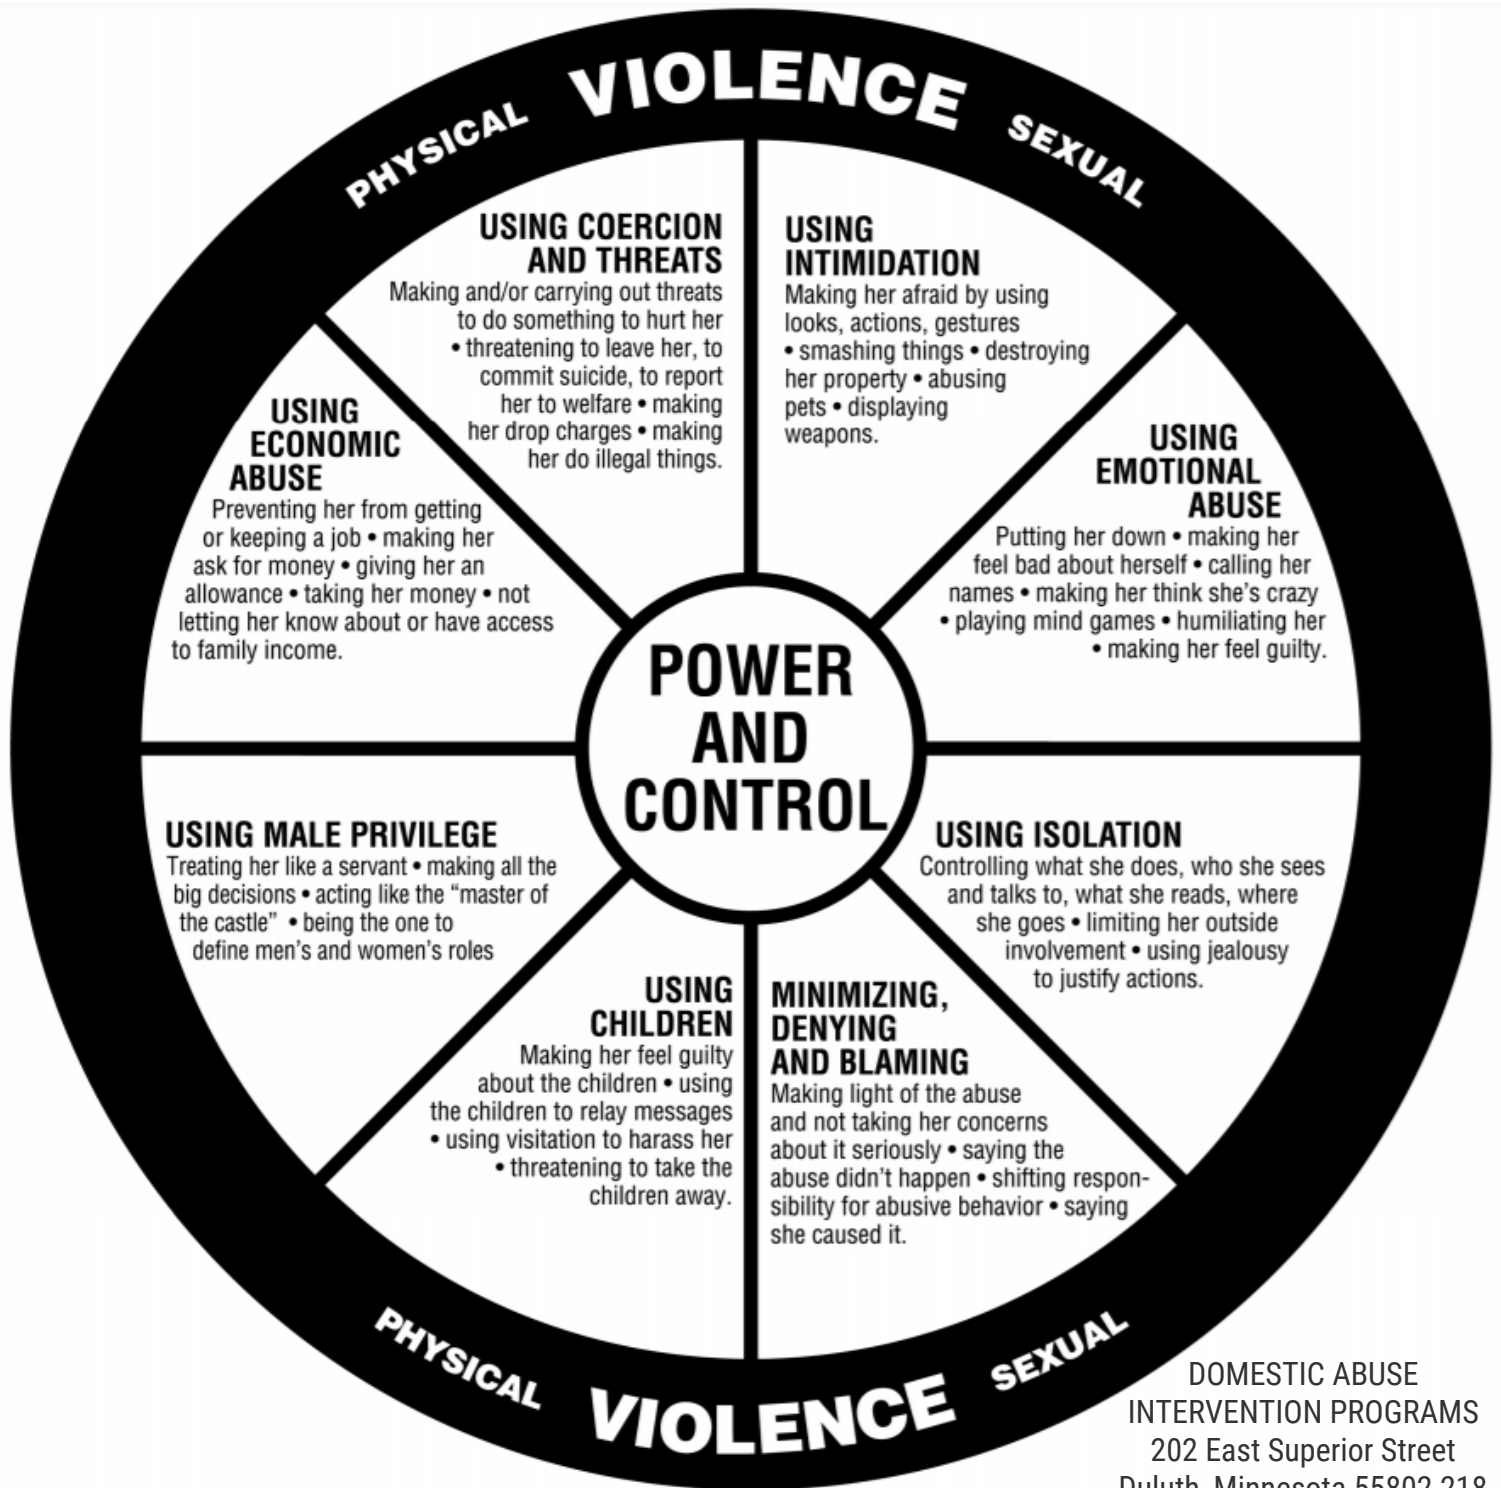 PHYSICAL VIOLENCE SEXUAL
USING COERCION
AND THREATS
Making and/or carrying out threats
to do something to hurt her
• threatening to leave her, to
commit suicide, to report
her to welfare • making
her drop charges • making
her do illegal things.
USING
INTIMIDATION
Making her afraid by using
looks, actions, gestures
• smashing things • destroying
her property • abusing
pets • displaying
weapons.
USING
EMOTIONAL
ABUSE
Putting her down • making her
feel bad about herself • calling her
names • making her think she's crazy
• playing mind games • humiliating her
• making her feel guilty.
USING ISOLATION
Controlling what she does, who she sees
and talks to, what she reads, where
she goes • limiting her outside
involvement • using jealousy
to justify actions.
MINIMIZING,
DENYING
AND BLAMING
Making light of the abuse
and not taking her concerns
about it seriously • saying the
abuse didn't happen • shifting respon-
sibility for abusive behavior • saying
she caused it.
USING
CHILDREN
Making her feel guilty
about the children • using
the children to relay messages
• using visitation to harass her
• threatening to take the
children away.
USING MALE PRIVILEGE
Treating her like a servant • making all the
big decisions • acting like the “master of
the castle” • being the one to
define men's and women's roles
USING
ECONOMIC
ABUSE
Preventing her from getting
or keeping a job • making her
ask for money • giving her an
allowance • taking her money • not
letting her know about or have access
to family income.
POWER
AND
CONTROL
PHYSICAL VIOLENCE SEXUAL
DOMESTIC ABUSE
INTERVENTION PROGRAMS
202 East Superior Street
Duluth, Minnesota 55802 218